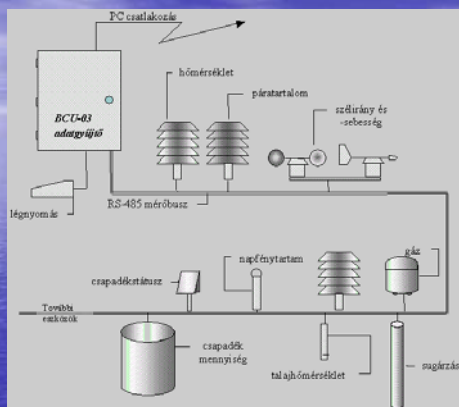 PC csatlakozás
hőmérséklet
páratartalom
szélirány és
-sebesség
BCU-03
adatgyüjtő
légnyomás
RS-485 mérőbusz
napfénytartam
gáz
csapadékstátusz
További
eszközök
csapadék
mennyiség
talajhőmérséklet
sugárzás